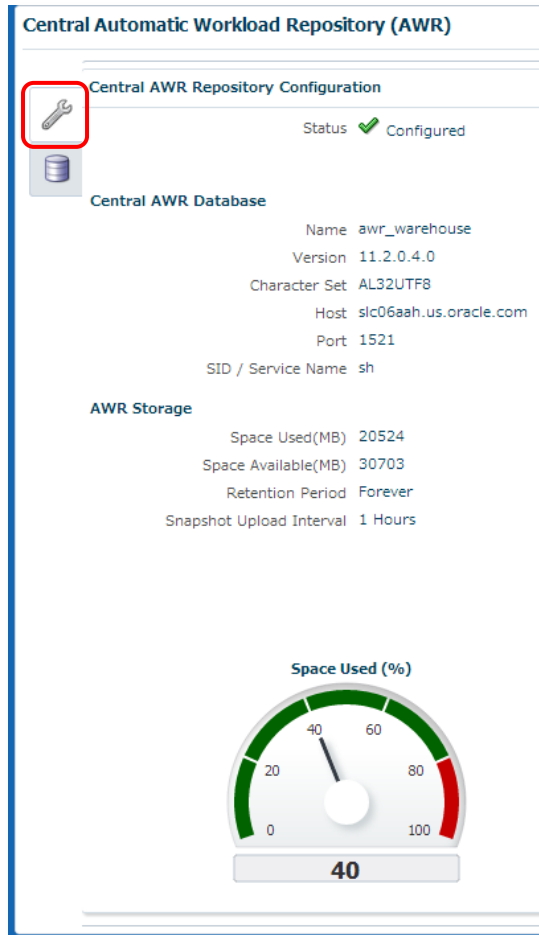 Central Automatic Workload Repository (AWR)
Central AWR Repository Configuration
Status Configured
Central AWR Database
Name awr_warehouse
Version 11.2.0.4.0
Character Set AL32UTF8
Host slc06aah.us.oracle.com
Port 1521
SID / Service Name sh
AWR Storage
Space Used(MB) 20524
Space Available(MB) 30703
Retention Period Forever
Snapshot Upload Interval 1 Hours
Space Used (%)
40 60
20 80
0 100
40